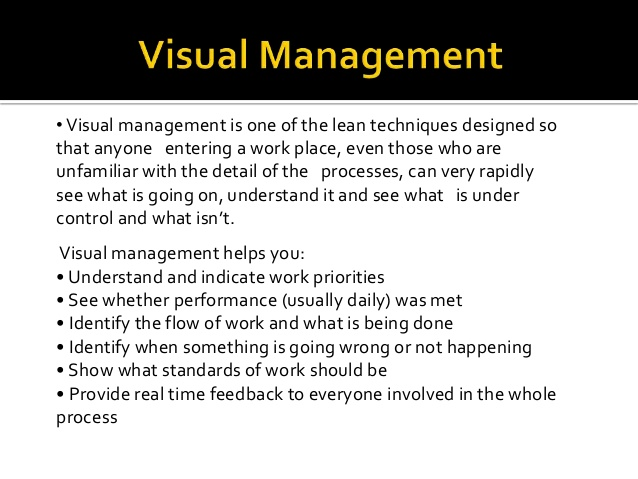 Visual Management
• Visual management is one of the lean techniques designed so
that anyone entering a work place, even those who are
unfamiliar with the detail of the processes, can very rapidly
see what is going on, understand it and see what is under
control and what isn't.
Visual management helps you:
• Understand and indicate work priorities
• See whether performance (usually daily) was met
• Identify the flow of work and what is being done
• Identify when something is going wrong or not happening
• Show what standards of work should be
• Provide real time feedback to everyone involved in the whole
process